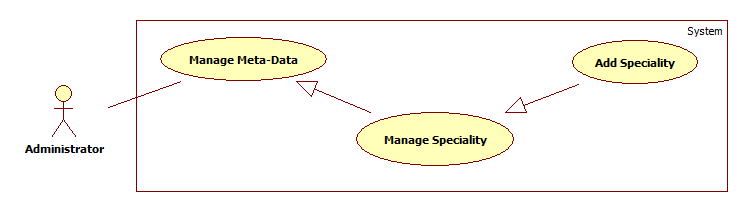 System
Manage Meta-Data
Add Speciality
Manage Speciality
Administrator